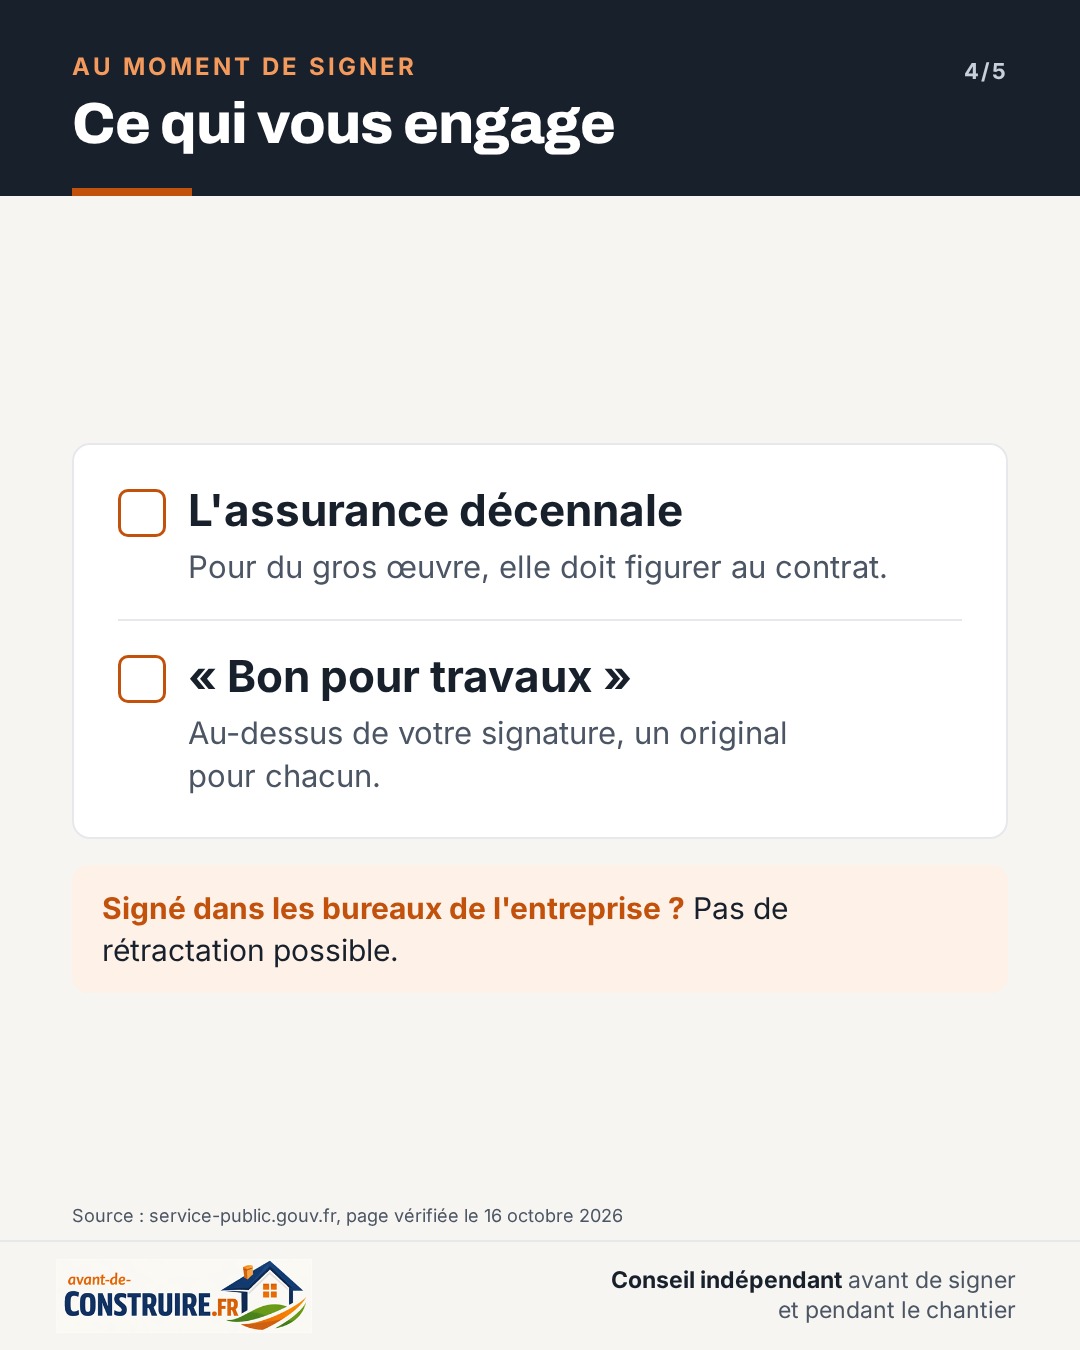 AU MOMENT DE SIGNER
4/5
Ce qui vous engage
L'assurance décennale
Pour du gros œuvre, elle doit figurer au contrat.
« Bon pour travaux »
Au-dessus de votre signature, un original
pour chacun.
Signé dans les bureaux de l'entreprise ? Pas de
rétractation possible.
Source : service-public.gouv.fr, page vérifiée le 16 octobre 2026
avant-de-
CONSTRUIRE.FR
Conseil indépendant avant de signer
et pendant le chantier